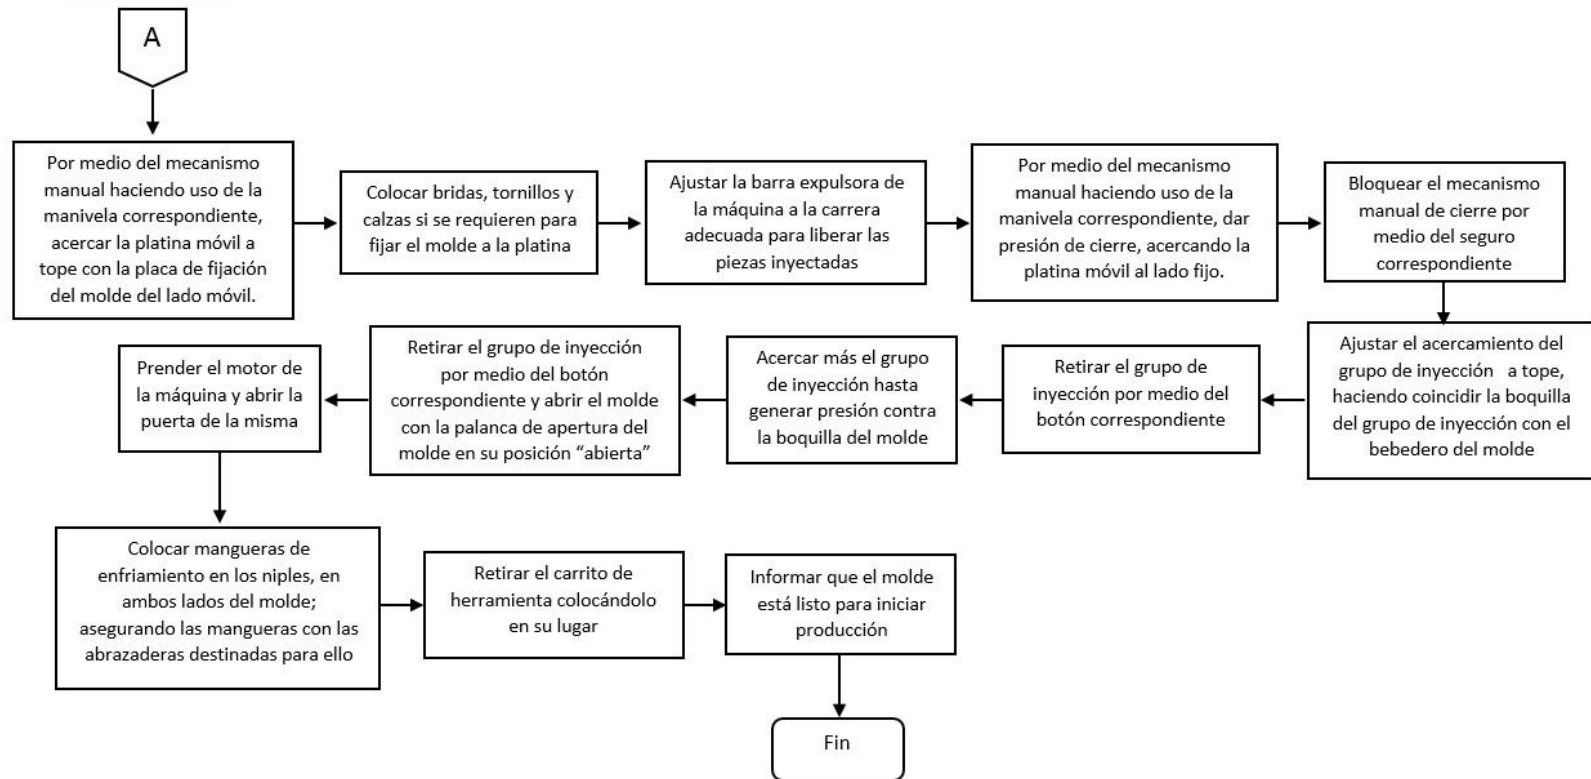 A
Por medio del mecanismo
manual haciendo uso de la
manivela correspondiente,
acercar la platina móvil a
tope con la placa de fijación
del molde del lado móvil.
Colocar bridas, tornillos y
calzas si se requieren para
fijar el molde a la platina
Ajustar la barra expulsora de
la máquina a la carrera
adecuada para liberar las
piezas inyectadas
Por medio del mecanismo
manual haciendo uso de la
manivela correspondiente, dar
presión de cierre, acercando la
platina móvil al lado fijo.
Bloquear el mecanismo
manual de cierre por
medio del seguro
correspondiente
Ajustar el acercamiento del
grupo de inyección a tope,
haciendo coincidir la boquilla
del grupo de inyección con el
bebedero del molde
Retirar el grupo de
inyección por medio del
botón correspondiente
Acercar más el grupo
de inyección hasta
generar presión contra
la boquilla del molde
Retirar el grupo de inyección
por medio del botón
correspondiente y abrir el molde
con la palanca de apertura del
molde en su posición “abierta”
Prender el motor de
la máquina y abrir la
puerta de la misma
Colocar mangueras de
enfriamiento en los niples, en
ambos lados del molde;
asegurando las mangueras con las
abrazaderas destinadas para ello
Retirar el carrito de
herramienta colocándolo
en su lugar
Informar que el molde
está listo para iniciar
producción
Fin